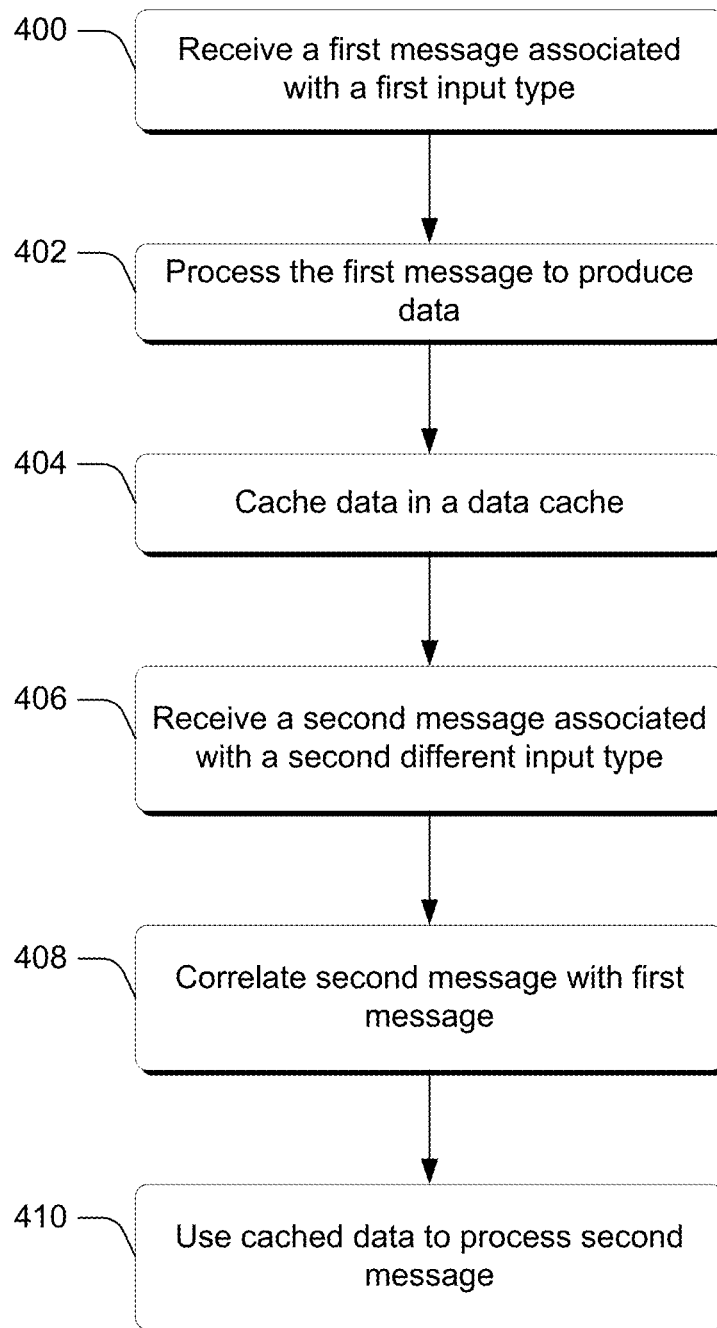 400
Receive a first message associated
with a first input type
402
Process the first message to produce
data
404
Cache data in a data cache
406
Receive a second message associated
with a second different input type
408
Correlate second message with first
message
410
Use cached data to process second
message